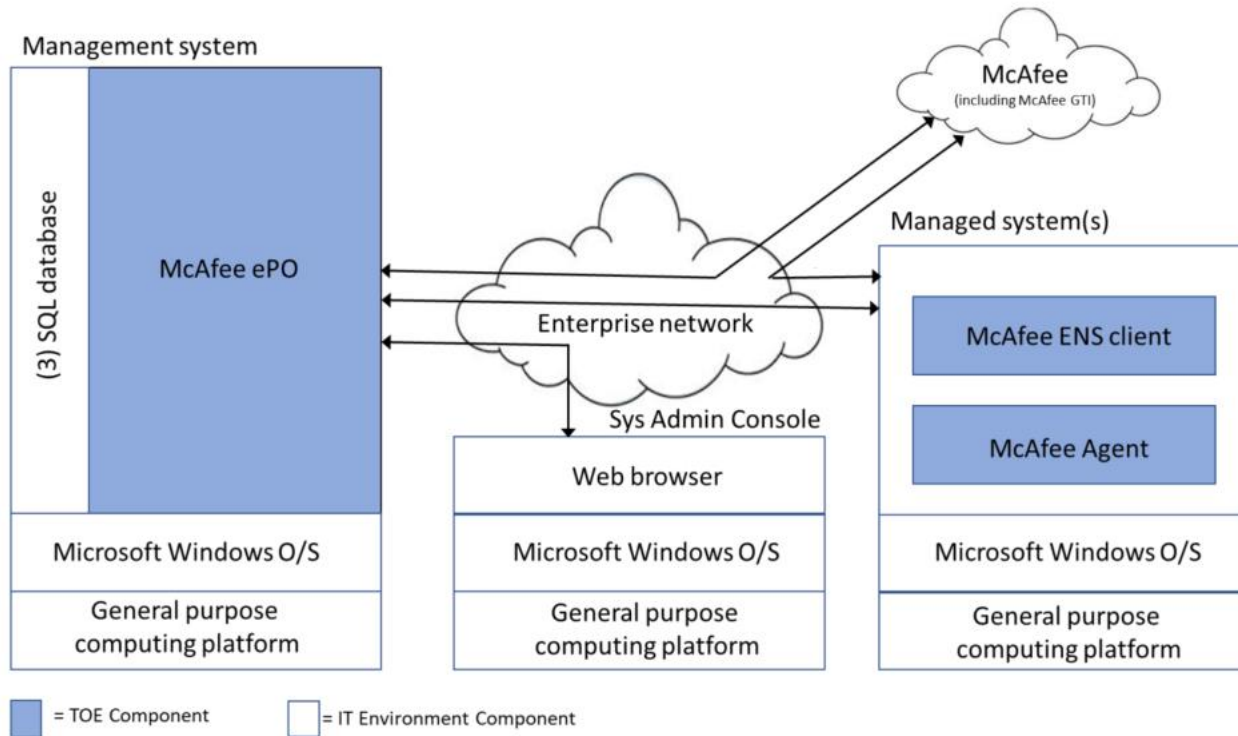 Management system
(3) SQL database
McAfee ePO
Microsoft Windows O/S
General purpose
computing platform
McAfee
(including McAfee GTI)
Enterprise network
Sys Admin Console
Web browser
Microsoft Windows O/S
General purpose
computing platform
Managed system(s)
McAfee ENS client
McAfee Agent
Microsoft Windows O/S
General purpose
computing platform
= TOE Component
= IT Environment Component